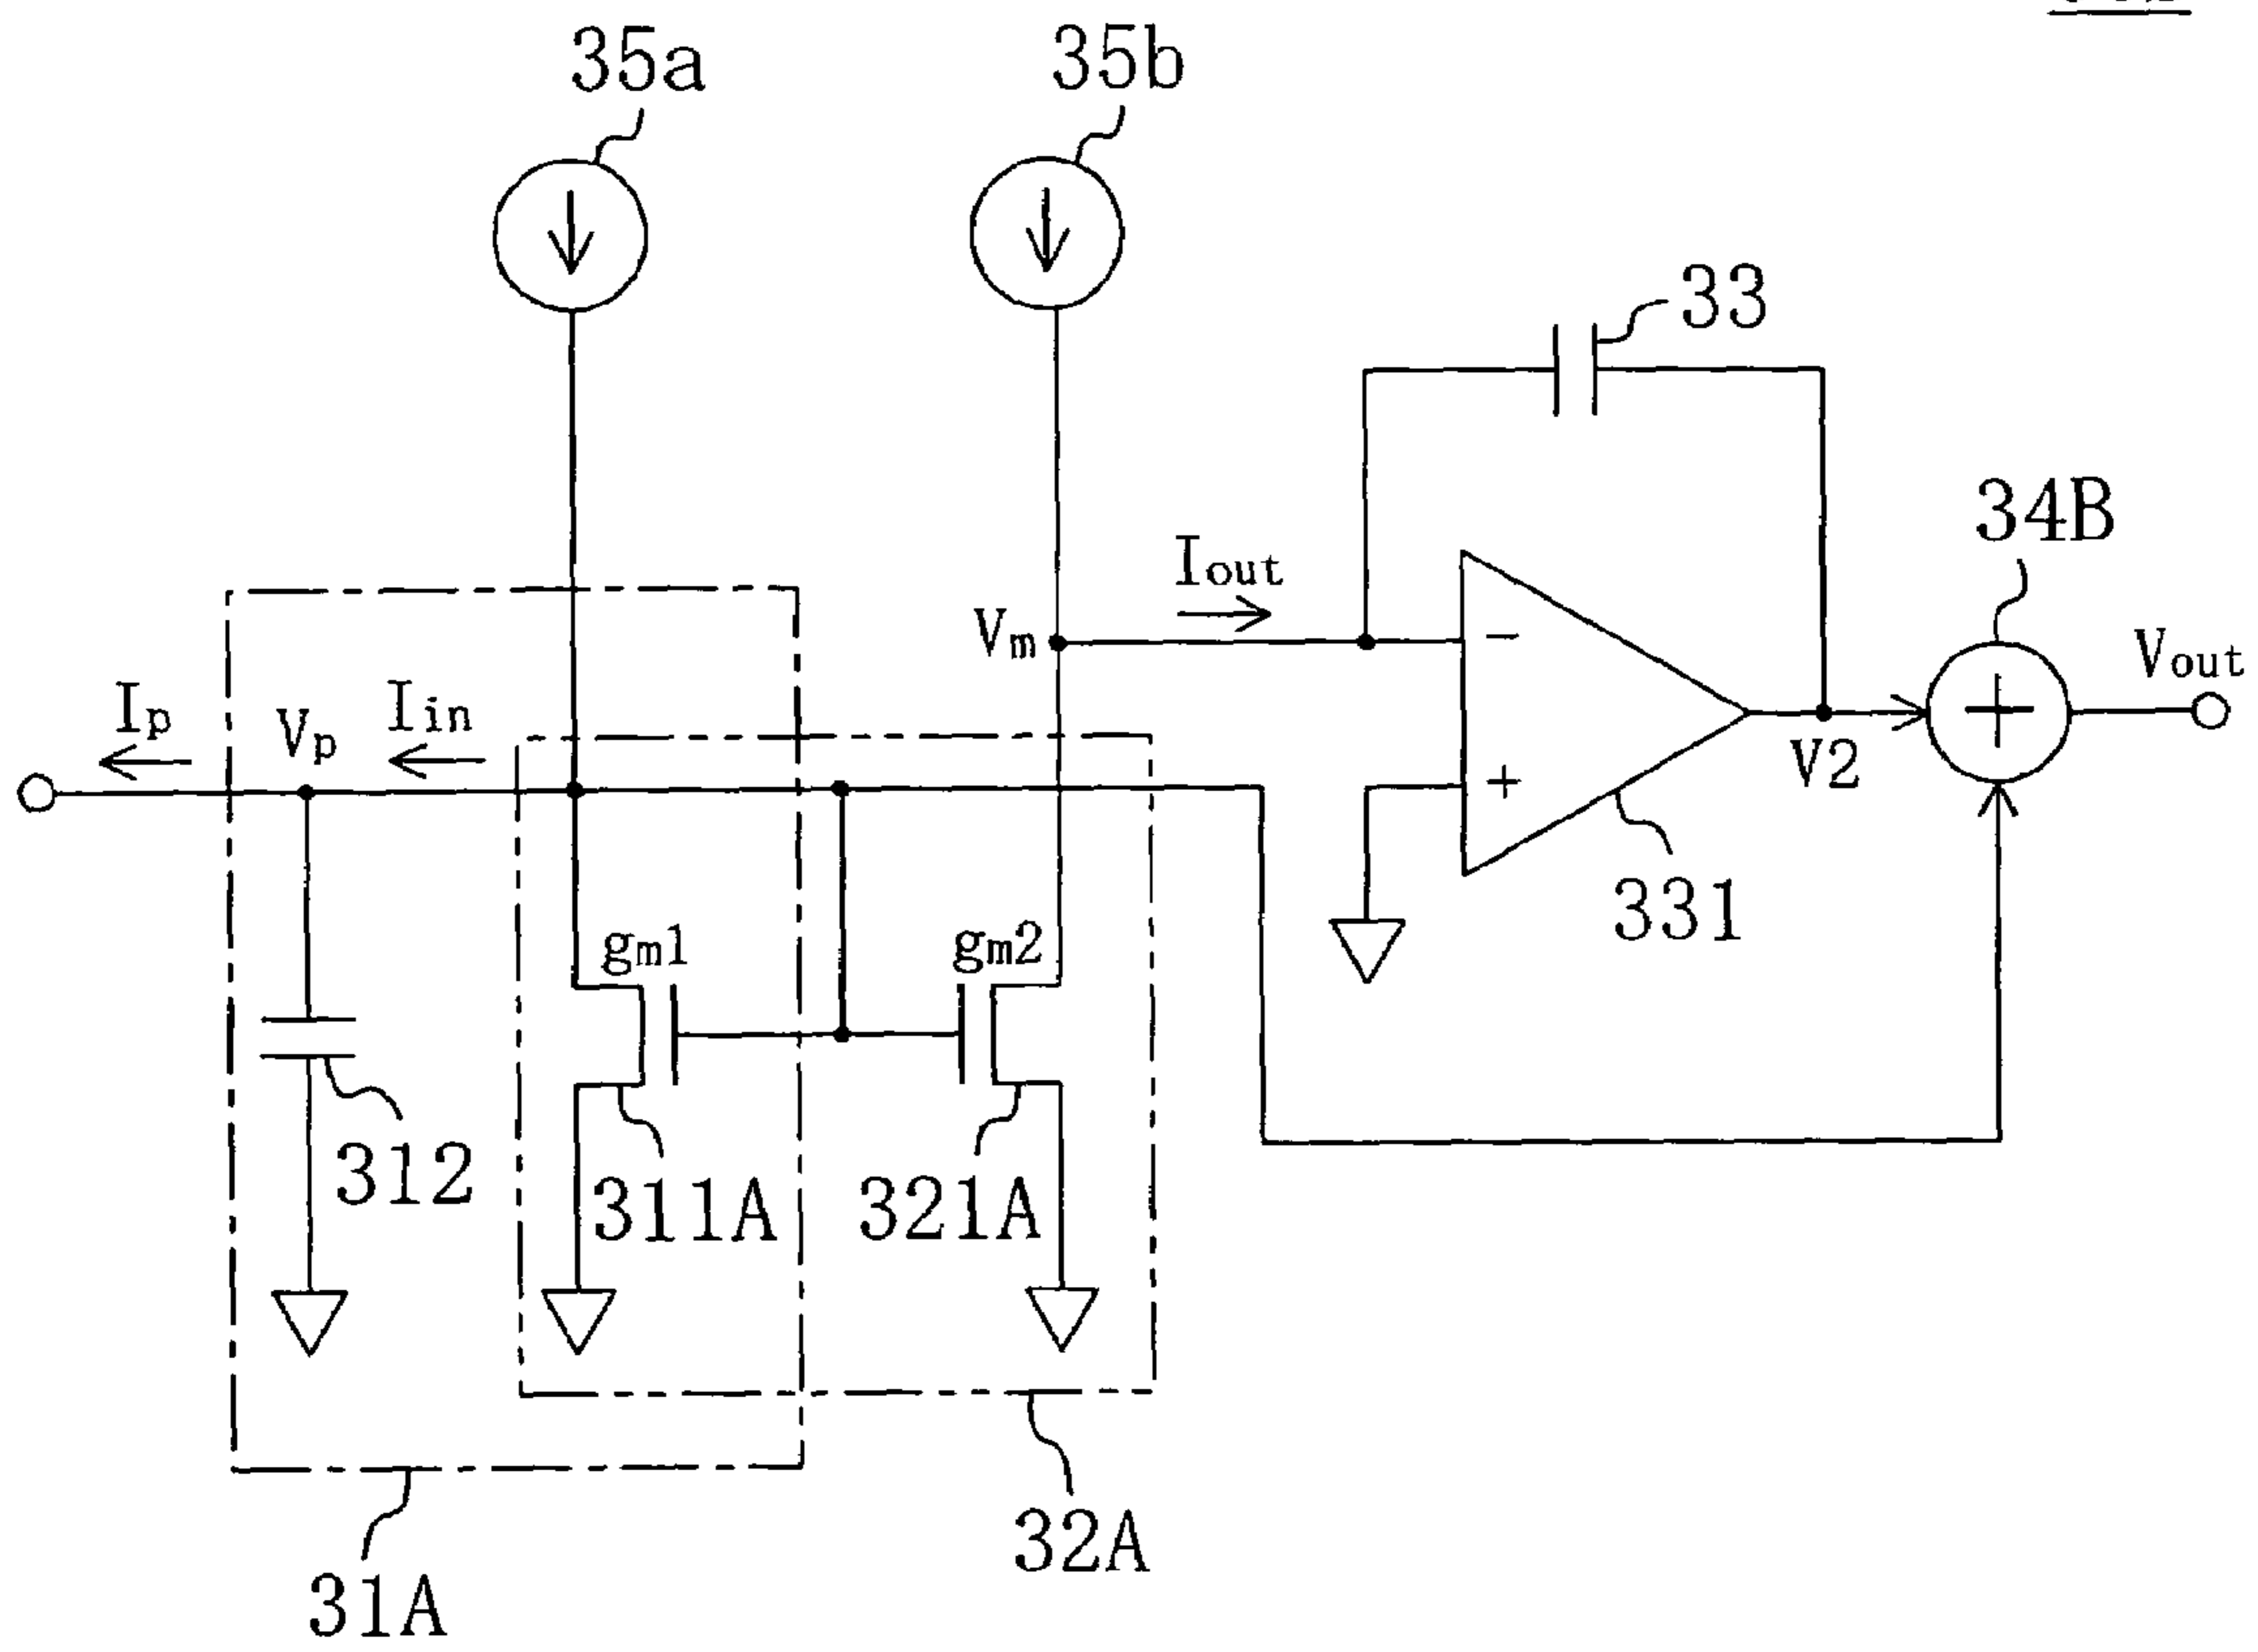 35a
35b
33
34B
Iout
Vm
−
Vout
Ip
Vp
Iin
+
+
V2
331
gm1
gm2
312
311A
321A
32A
31A